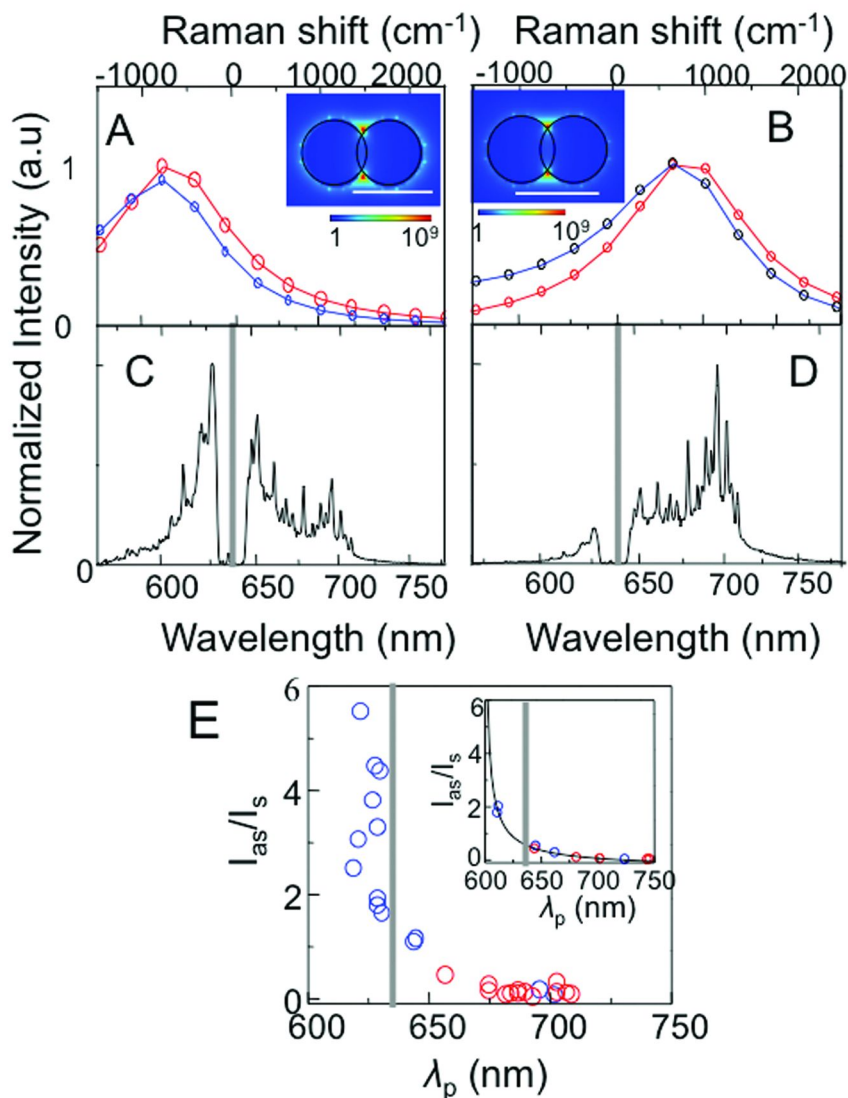 Raman shift (cm⁻¹)
Raman shift (cm⁻¹)
-1000 0 1000 2000
-1000 0 1000 2000
A
B
1 10⁹
1 10⁹
Normalized Intensity (a.u)
1
0
C
D
0
600 650 700 750
600 650 700 750
Wavelength (nm)
Wavelength (nm)
E
Ias/Is
6
4
2
0
600 650 700 750
λp (nm)
Ias/Is
6
4
2
0
600 650 700 750
λp (nm)